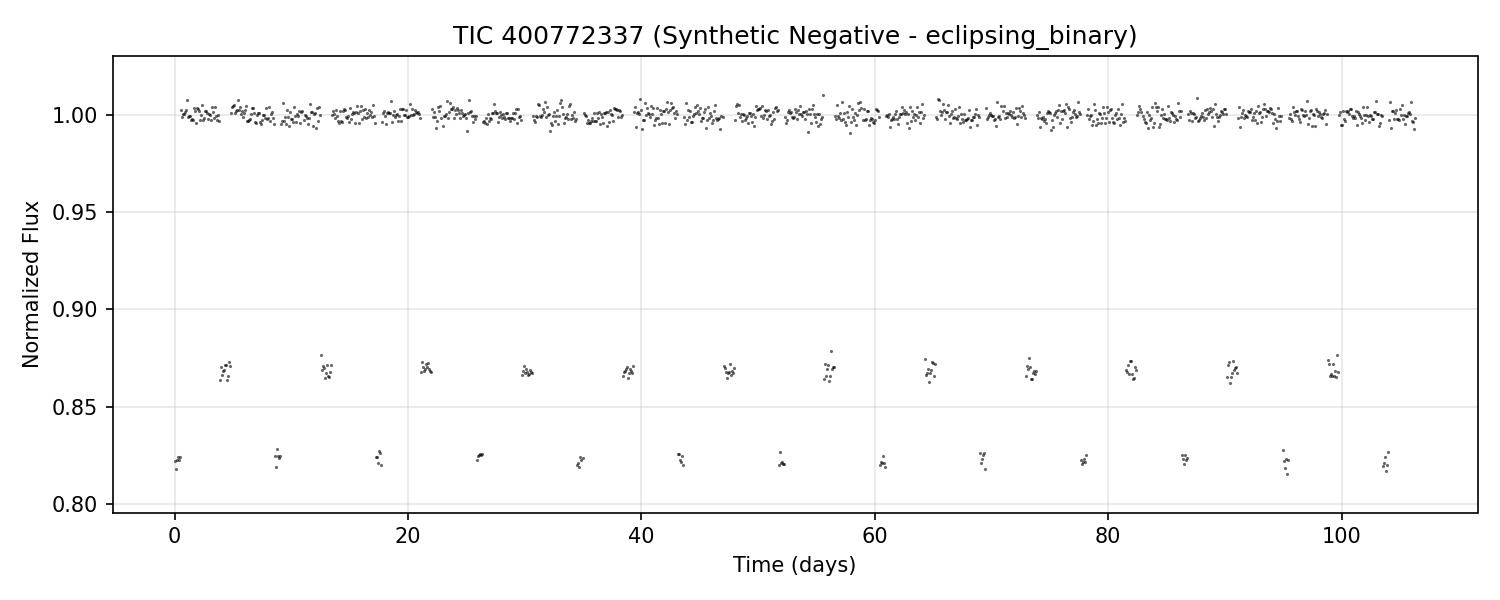 TIC 400772337 (Synthetic Negative - eclipsing_binary)
Normalized Flux
1.00
0.95
0.90
0.85
0.80
0 20 40 60 80 100
Time (days)